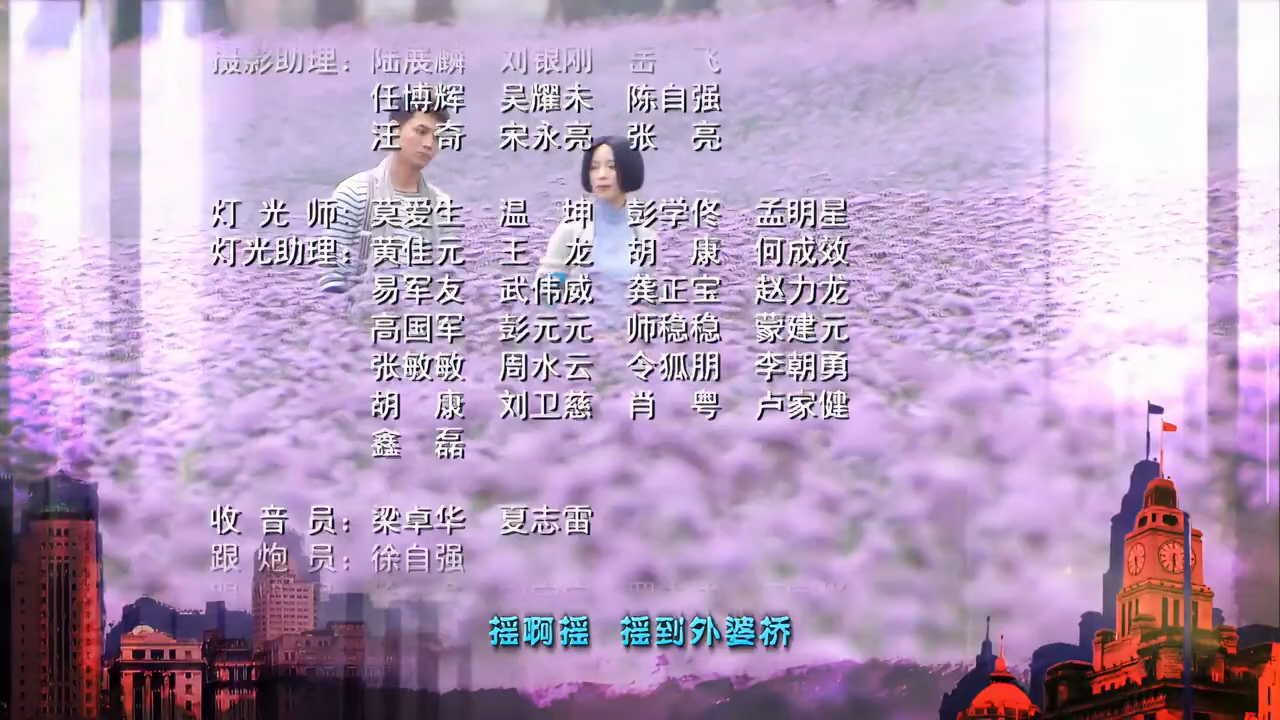 摄影助理：陆展麟 刘银刚 岳 飞
任博辉 吴耀未 陈自强
汪 奇 宋永亮 张 亮
灯 光 师：莫爱生 温 坤 彭学佟 孟明星
灯光助理：黄佳元 王 龙 胡 康 何成效
易军友 武伟威 龚正宝 赵力龙
高国军 彭元元 师稳稳 蒙建元
张敏敏 周水云 令狐朋 李朝勇
胡 康 刘卫慈 肖 粤 卢家健
鑫 磊
收 音 员：梁卓华 夏志雷
跟 炮 员：徐自强
摇啊摇 摇到外婆桥